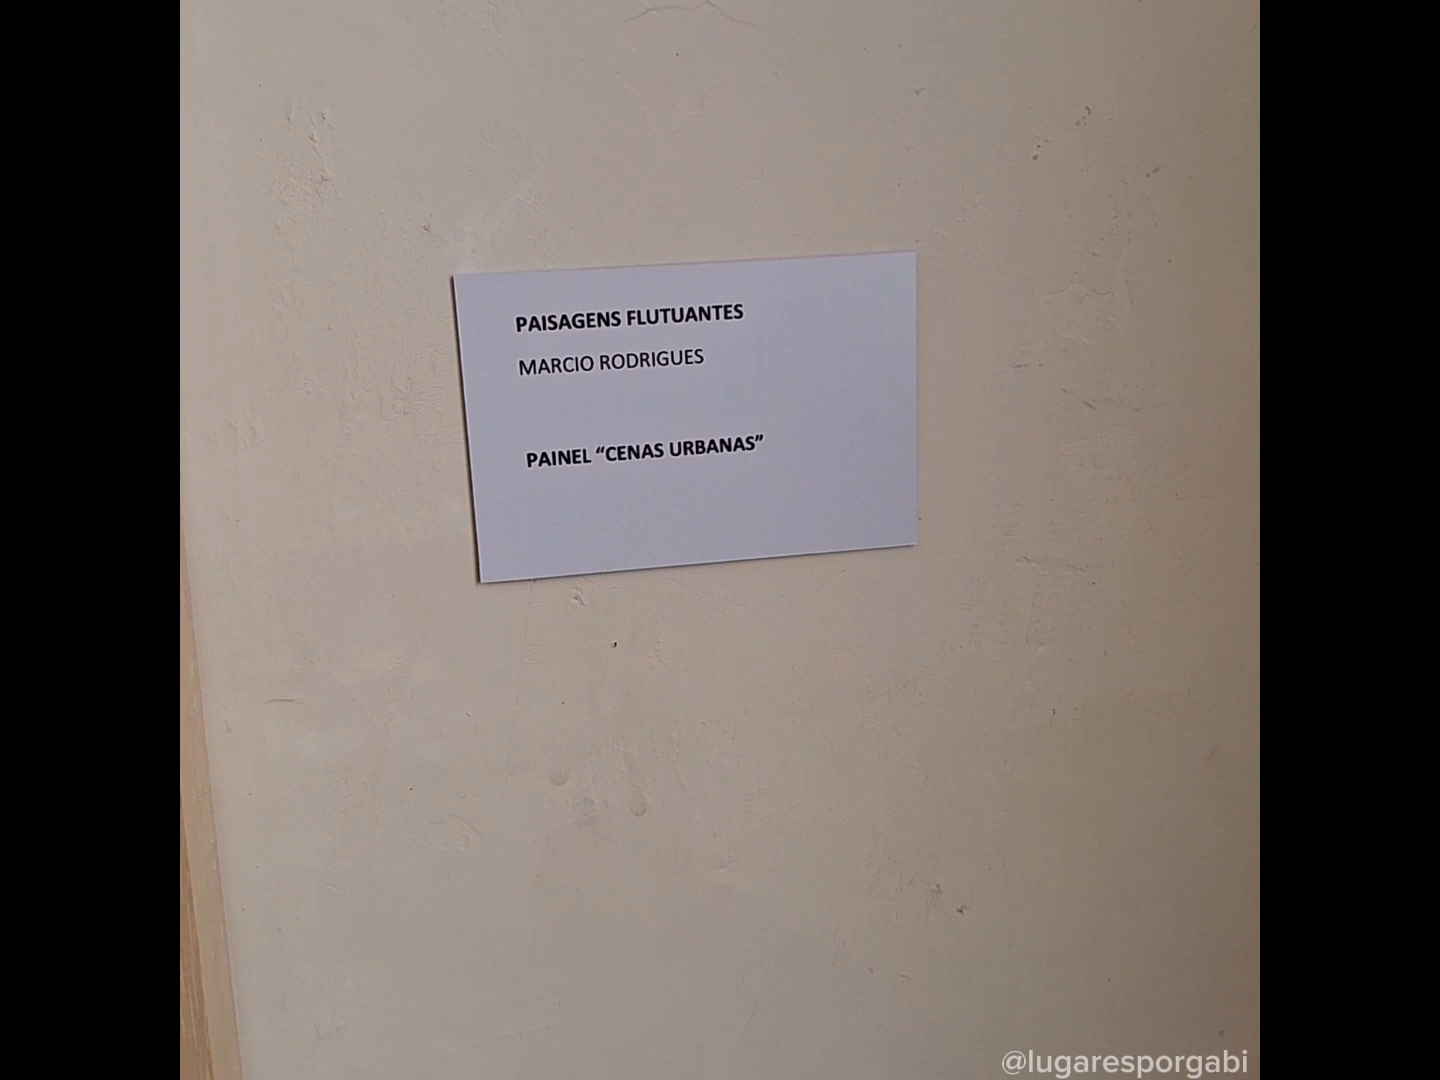 PAISAGENS FLUTUANTES
MARCIO RODRIGUES
PAINEL “CENAS URBANAS”
@lugaresporgabi